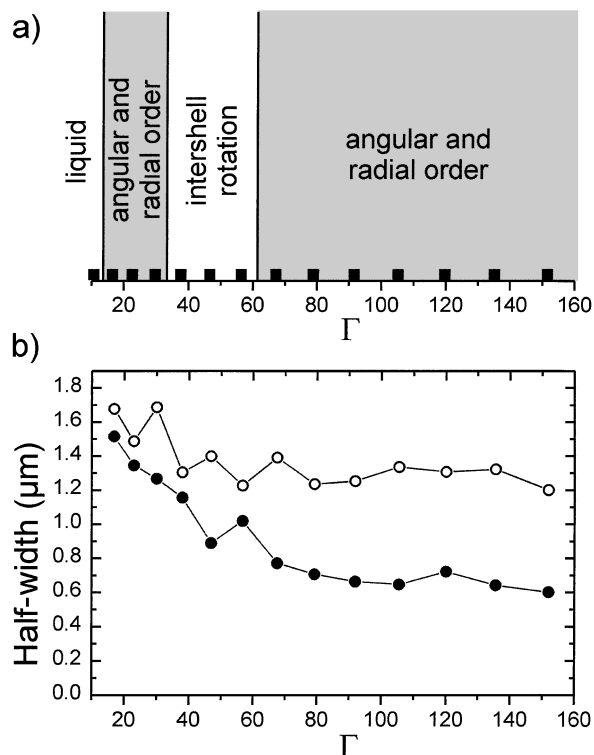 a)
liquid
angular and
radial order
intershell
rotation
angular and
radial order
20 40 60 80 100 120 140 160
Γ
b)
1.8
1.6
1.4
1.2
1.0
0.8
0.6
0.4
0.2
0.0
Half-width (μm)
20 40 60 80 100 120 140 160
Γ